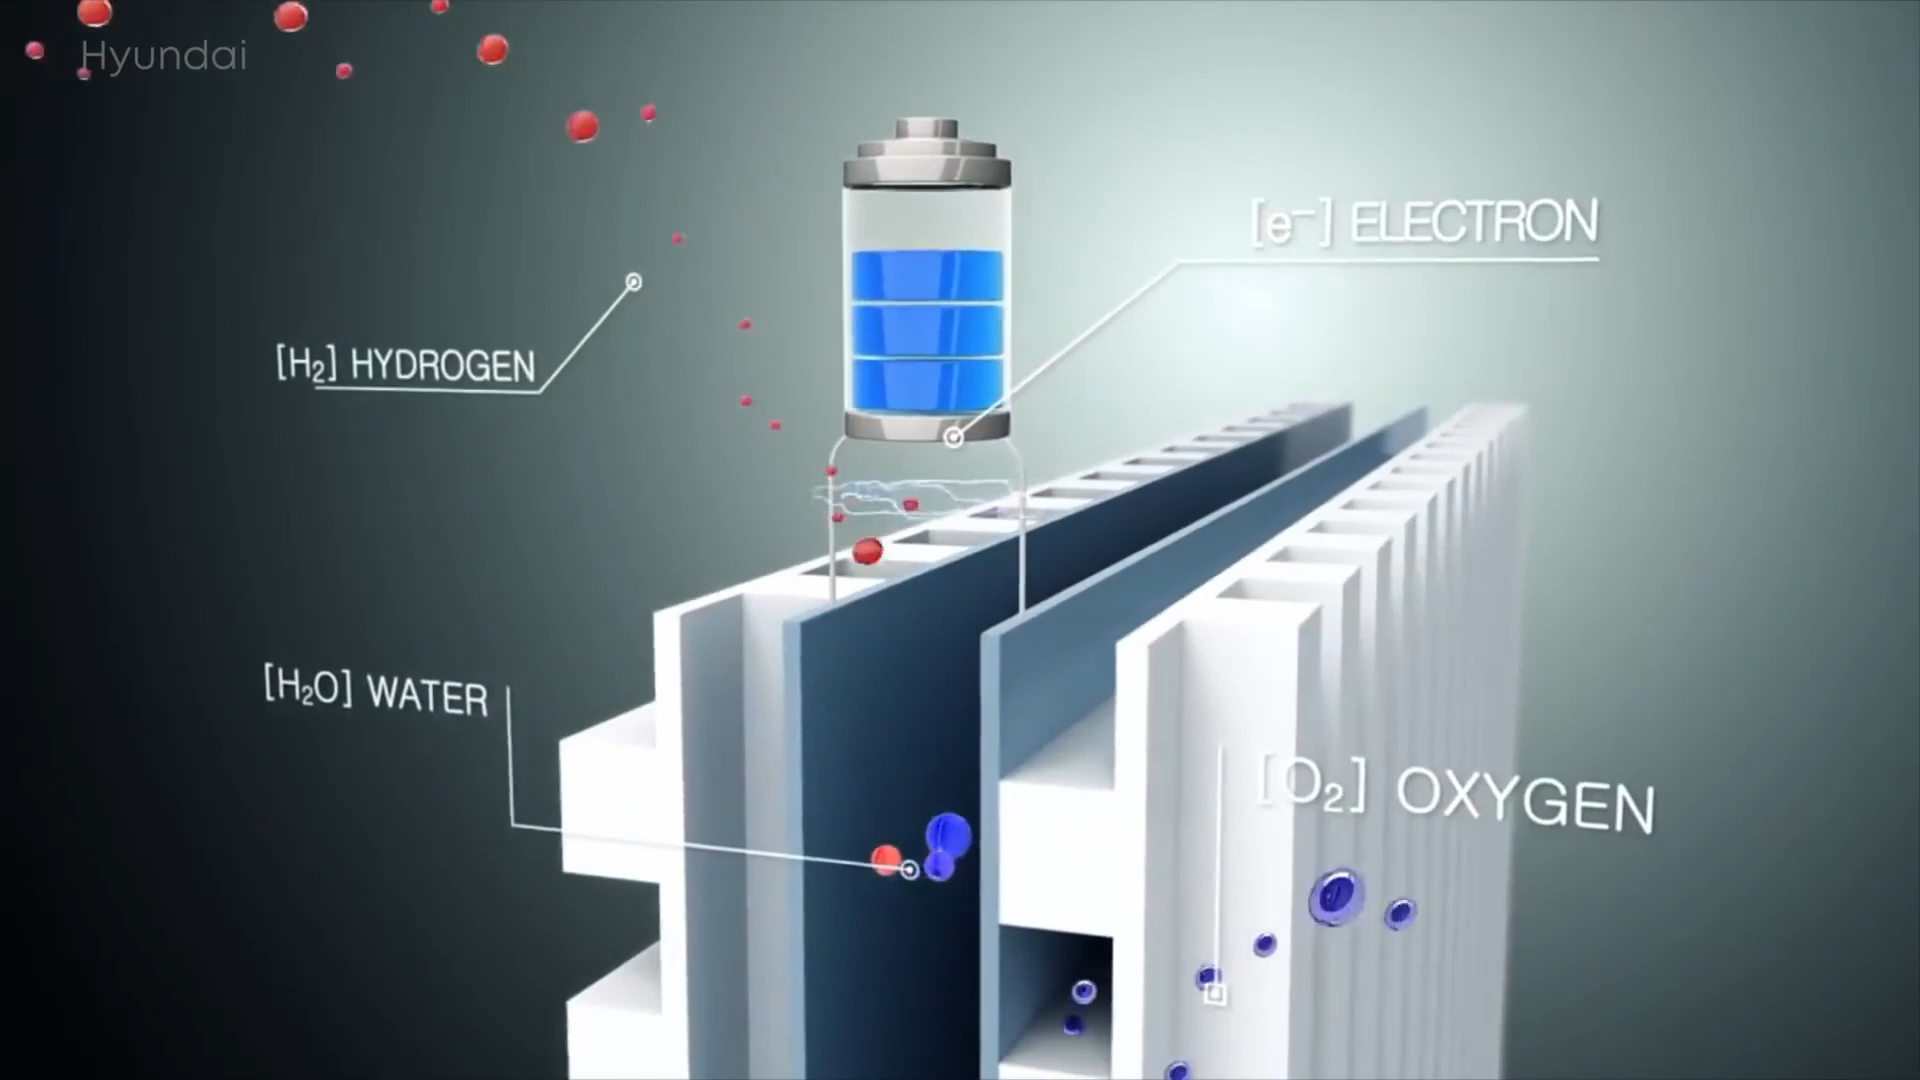 Hyundai
[e⁻] ELECTRON
[H₂] HYDROGEN
[H₂O] WATER
[O₂] OXYGEN